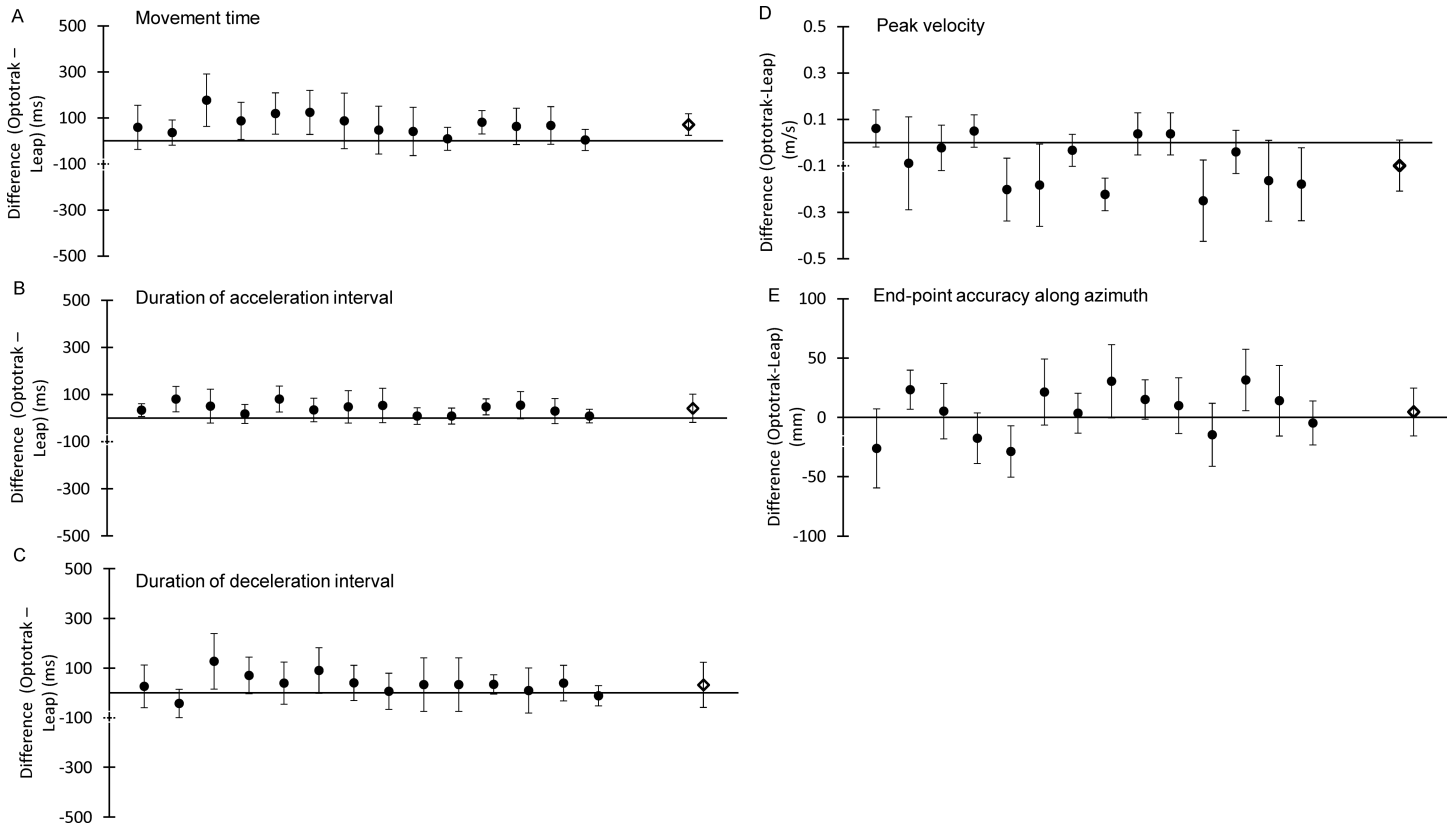 A
Movement time
500
300
100
-100
-300
-500
Difference (Optotrak –
Leap) (ms)
B
Duration of acceleration interval
500
300
100
-100
-300
-500
Difference (Optotrak –
Leap) (ms)
C
Duration of deceleration interval
500
300
100
-100
-300
-500
Difference (Optotrak –
Leap) (ms)
D
Peak velocity
0.5
0.3
0.1
-0.1
-0.3
-0.5
Difference (Optotrak-Leap)
(m/s)
E
End-point accuracy along azimuth
100
50
0
-50
-100
Difference (Optotrak-Leap)
(mm)